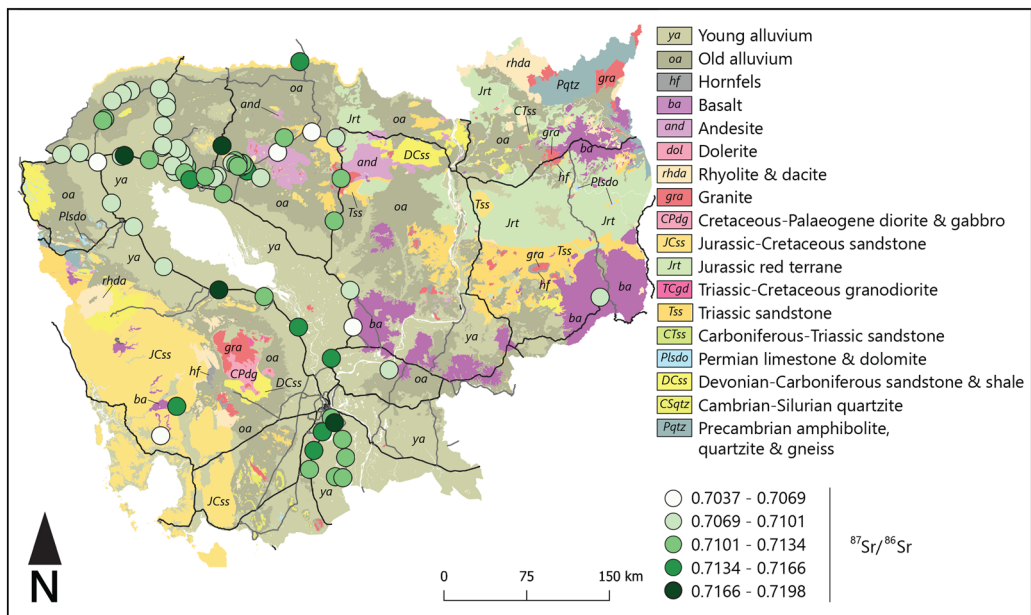 rhda
Pqtz
gra
oa
and
Jrt
oa
Jrt
CTss
oa
gra
ba
and
DCss
hf
Plsdo
ya
oa
Plsdo
oa
Tss
oa
Tss
Jrt
Jrt
ya
gra
Tss
hf
ba
ba
rhda
ba
ya
JCss
gra
oa
hf
CPdg
DCss
oa
ba
oa
ya
JCss
ya
ya Young alluvium
oa Old alluvium
hf Hornfels
ba Basalt
and Andesite
dol Dolerite
rhda Rhyolite & dacite
gra Granite
CPdg Cretaceous-Palaeogene diorite & gabbro
JCss Jurassic-Cretaceous sandstone
Jrt Jurassic red terrane
TCgd Triassic-Cretaceous granodiorite
Tss Triassic sandstone
CTss Carboniferous-Triassic sandstone
Plsdo Permian limestone & dolomite
DCss Devonian-Carboniferous sandstone & shale
CSqtz Cambrian-Silurian quartzite
Pqtz Precambrian amphibolite,
quartzite & gneiss
0.7037 - 0.7069
0.7069 - 0.7101
0.7101 - 0.7134
0.7134 - 0.7166
0.7166 - 0.7198
⁸⁷Sr/⁸⁶Sr
N
0 75 150 km